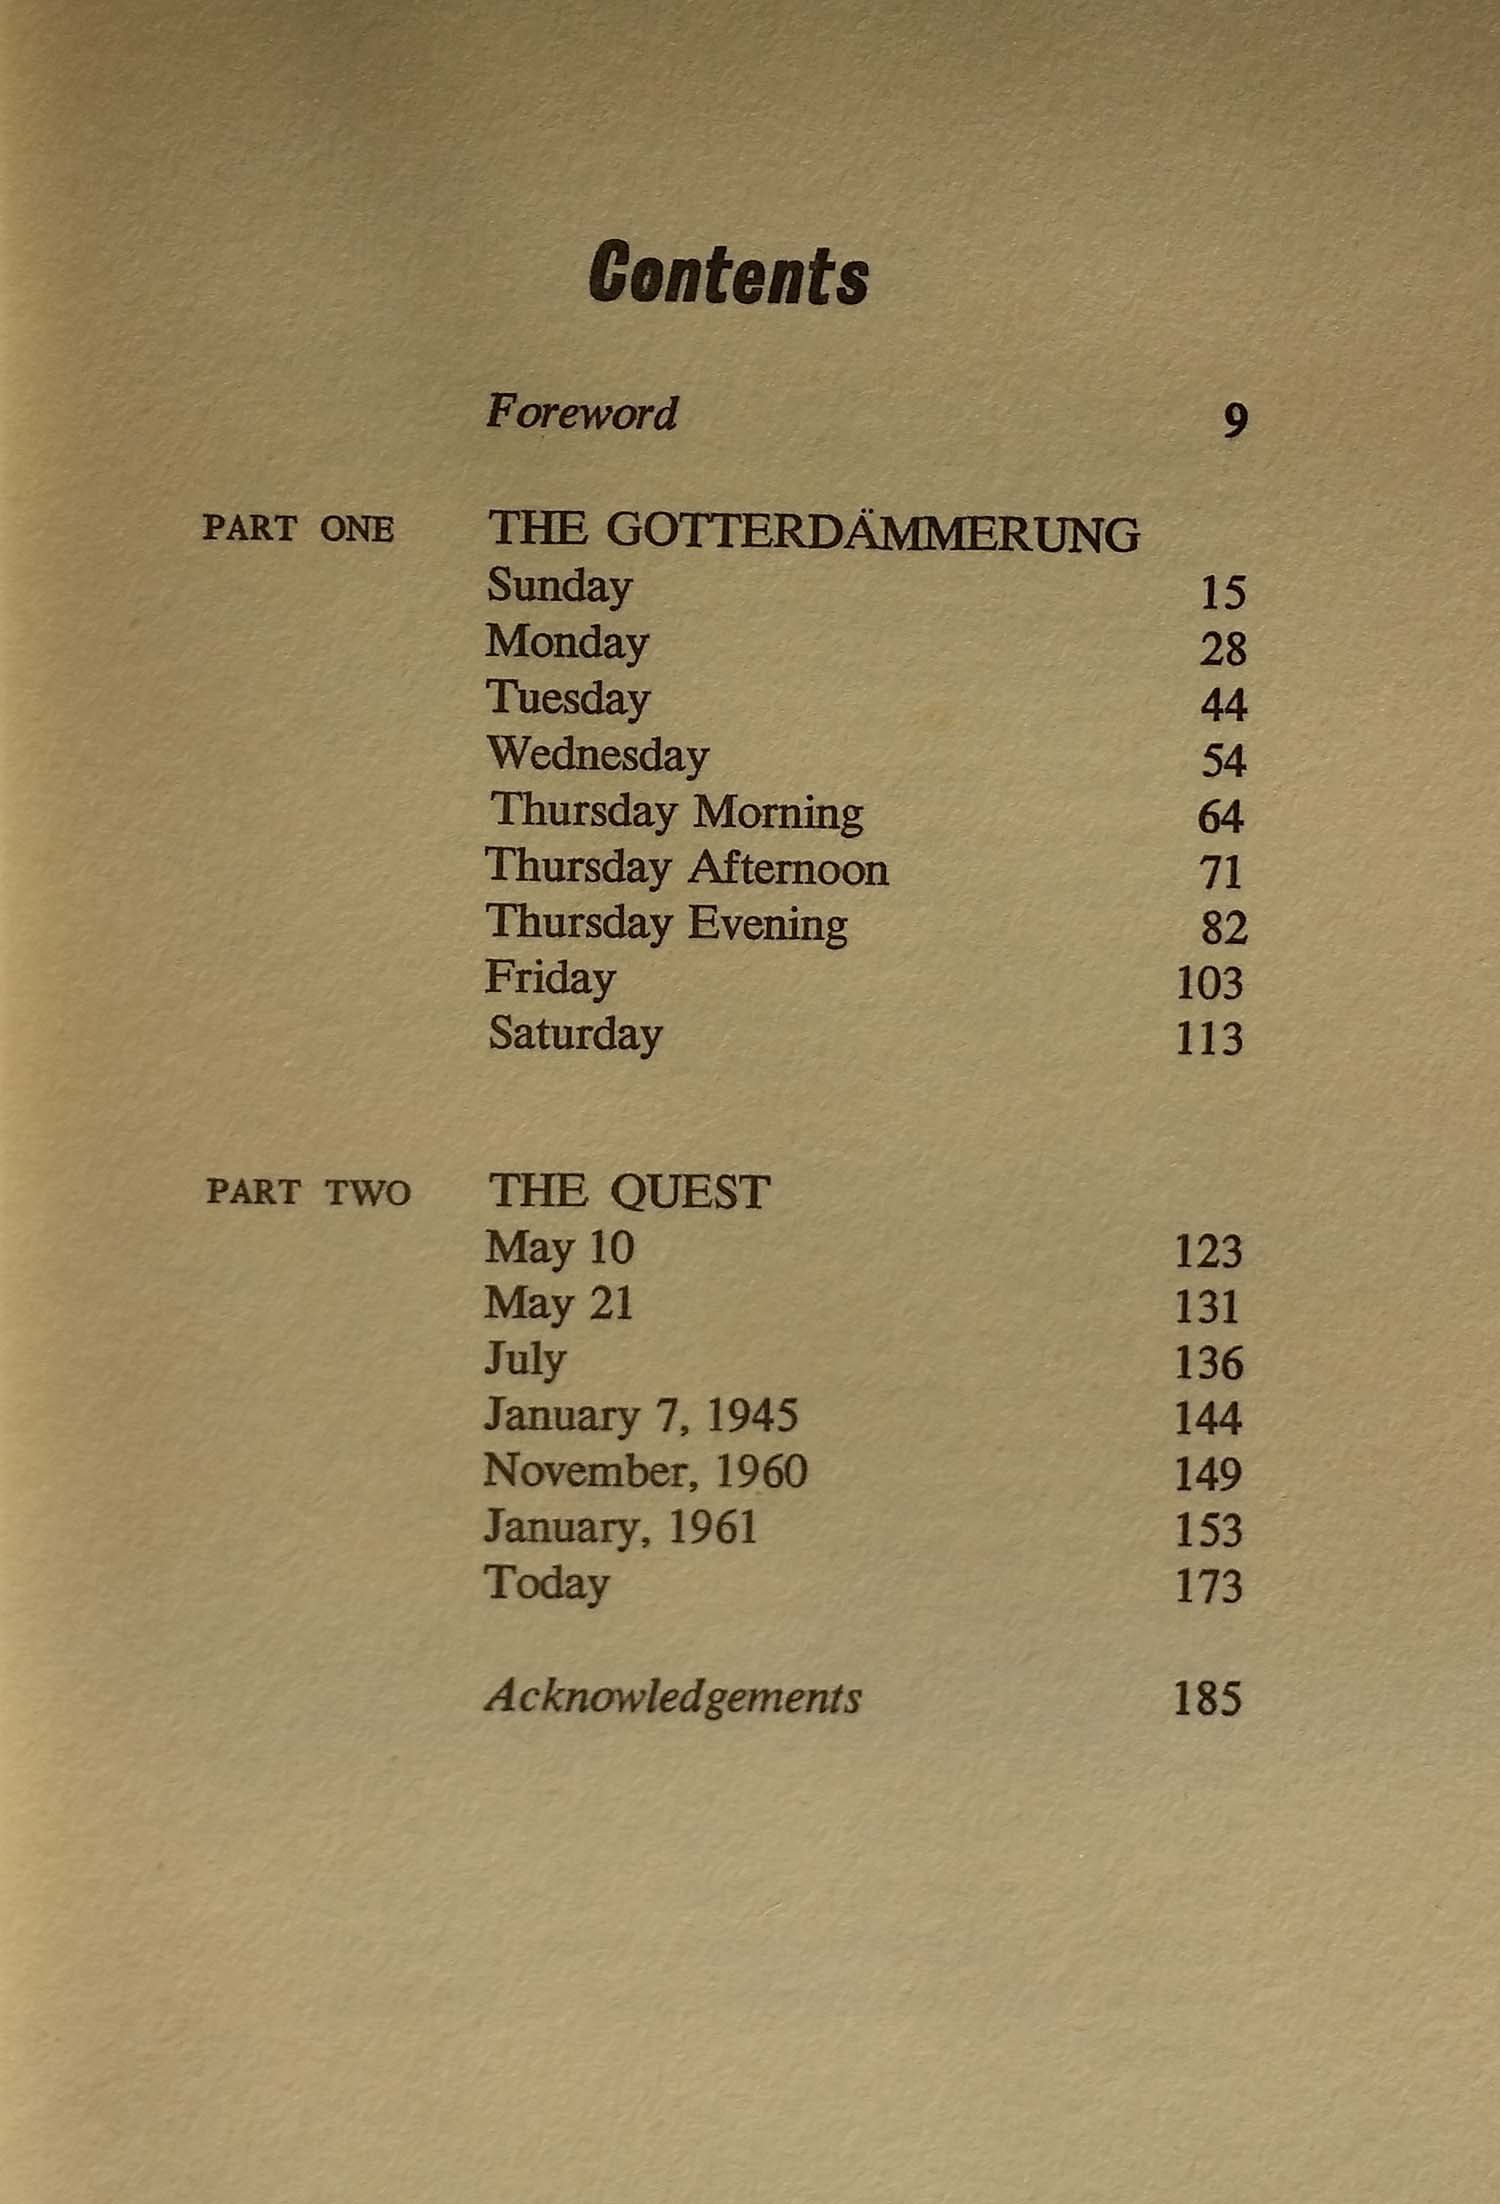 Contents
Foreword 9
PART ONE THE GOTTERDÄMMERUNG
Sunday 15
Monday 28
Tuesday 44
Wednesday 54
Thursday Morning 64
Thursday Afternoon 71
Thursday Evening 82
Friday 103
Saturday 113
PART TWO THE QUEST
May 10 123
May 21 131
July 136
January 7, 1945 144
November, 1960 149
January, 1961 153
Today 173
Acknowledgements 185